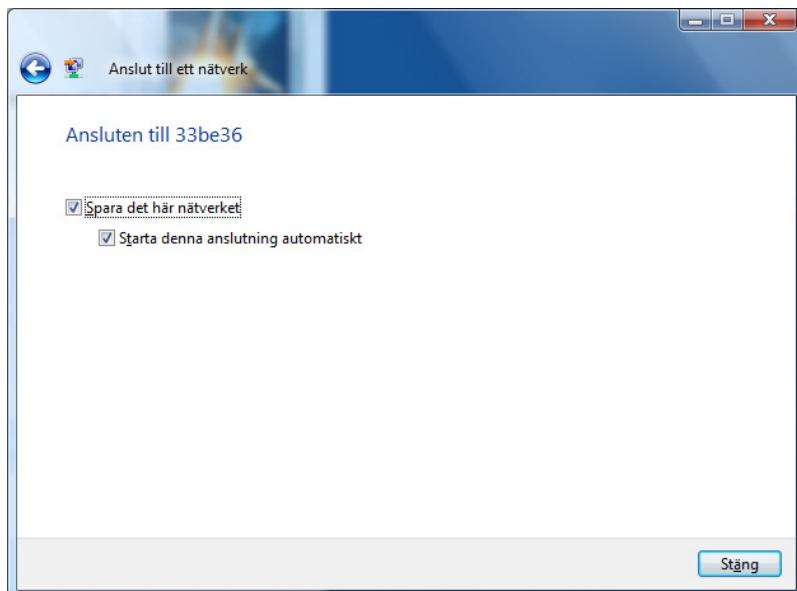 Anslut till ett nätverk
Ansluten till 33be36
Spara det här nätverket
Starta denna anslutning automatiskt
Stäng